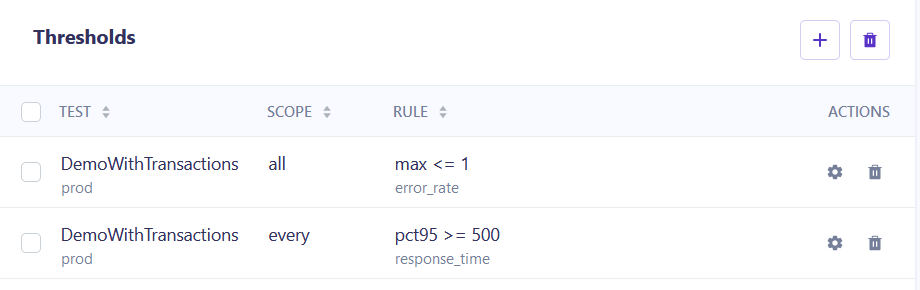 Thresholds
TEST SCOPE RULE ACTIONS
DemoWithTransactions all max <= 1
prod error_rate
DemoWithTransactions every pct95 >= 500
prod response_time